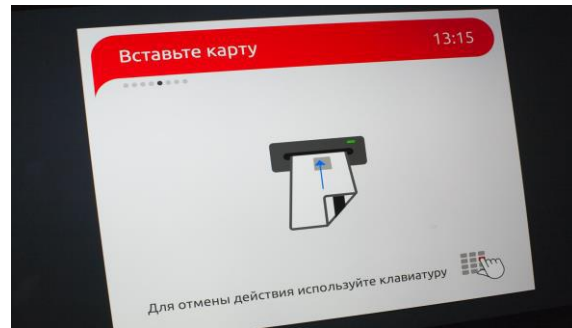 Вставьте карту
13:15
Для отмены действия используйте клавиатуру